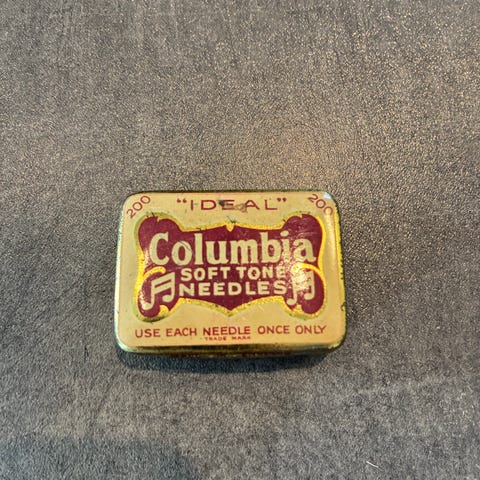 200 "IDEAL" 200
Columbia
SOFT TONE
NEEDLES
USE EACH NEEDLE ONCE ONLY
TRADE MARK